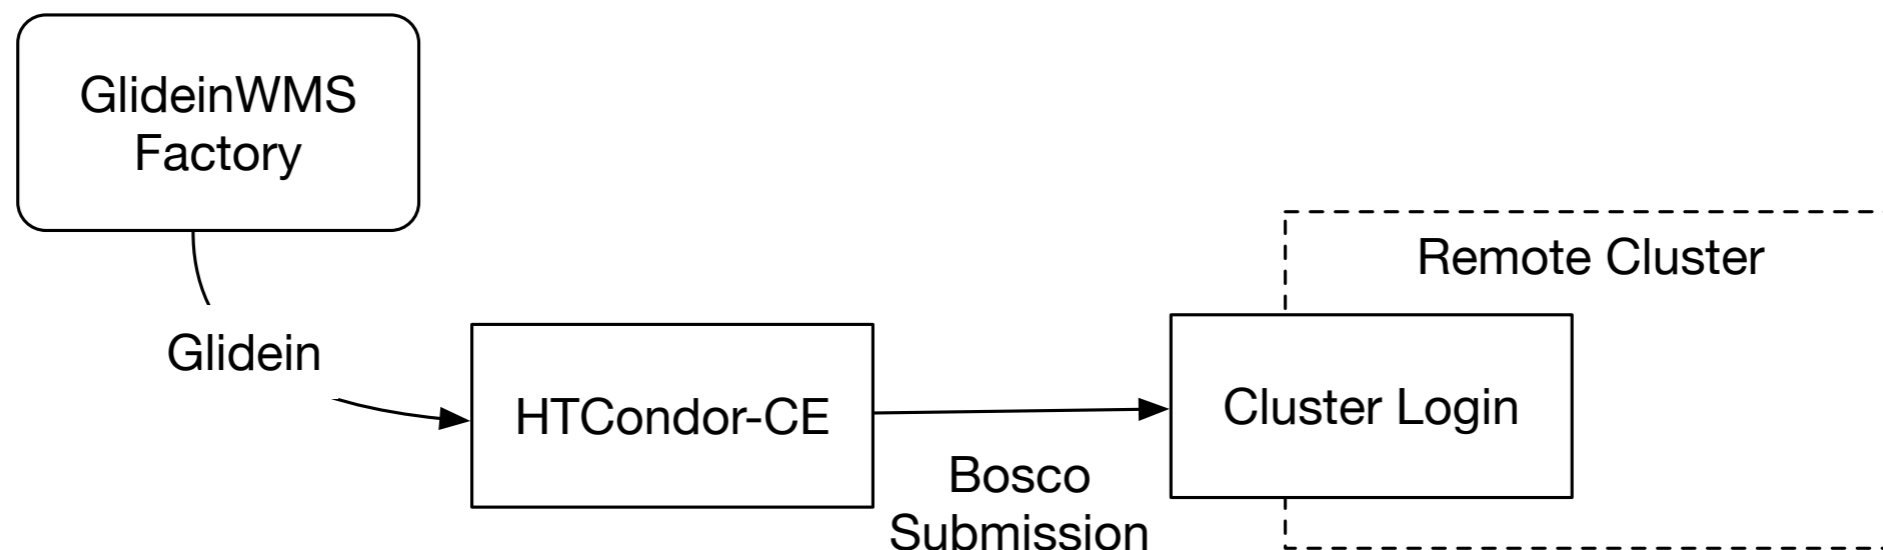 GlideinWMS
Factory
Remote Cluster
Glidein
HTCondor-CE
Cluster Login
Bosco
Submission